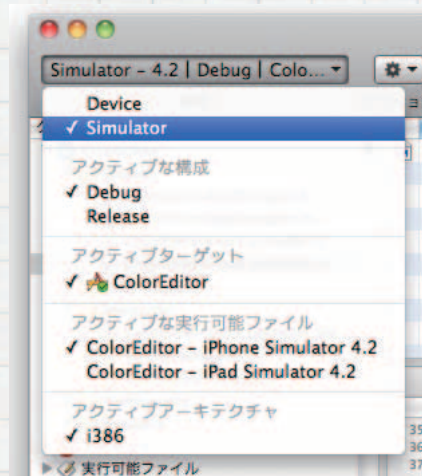 Simulator – 4.2 | Debug | Colo...
Device
✓ Simulator
アクティブな構成
✓ Debug
Release
アクティブターゲット
✓ ColorEditor
アクティブな実行可能ファイル
✓ ColorEditor – iPhone Simulator 4.2
ColorEditor – iPad Simulator 4.2
アクティブアーキテクチャ
✓ i386
実行可能ファイル
35
36
37